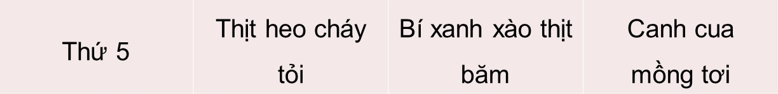 Thứ 5
Thịt heo cháy
tỏi
Bí xanh xào thịt
băm
Canh cua
mồng tơi